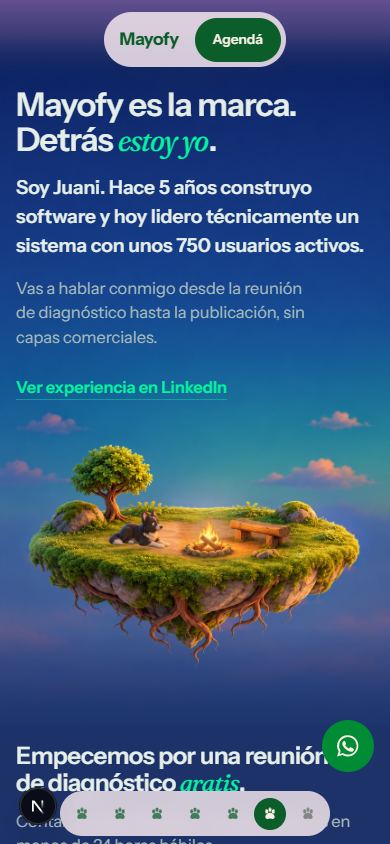 Mayofy
Agendá
Mayofy es la marca.
Detrás estoy yo.
Soy Juani. Hace 5 años construyo
software y hoy lidero técnicamente un
sistema con unos 750 usuarios activos.
Vas a hablar conmigo desde la reunión
de diagnóstico hasta la publicación, sin
capas comerciales.
Ver experiencia en LinkedIn
Empecemos por una reunión
de diagnóstico gratis.
N
en
menos de 24 horas hábiles